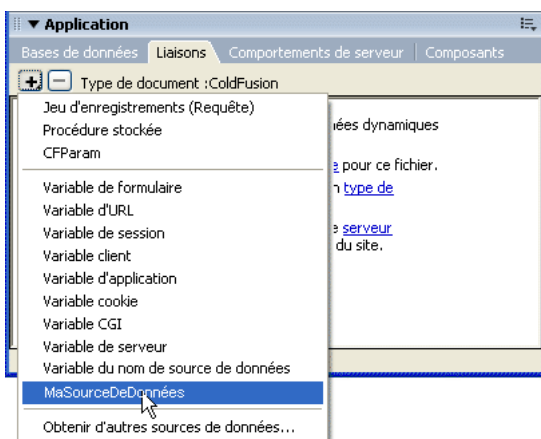 Application
Bases de données Liaisons Comportements de serveur Composants
Type de document :ColdFusion
Jeu d'enregistrements (Requête)
Procédure stockée
CFParam
Variable de formulaire
Variable d'URL
Variable de session
Variable client
Variable d'application
Variable cookie
Variable CGI
Variable de serveur
Variable du nom de source de données
MaSourceDeDonnées
Obtenir d'autres sources de données...
dynamiques
pour ce fichier.
type de
serveur
du site.